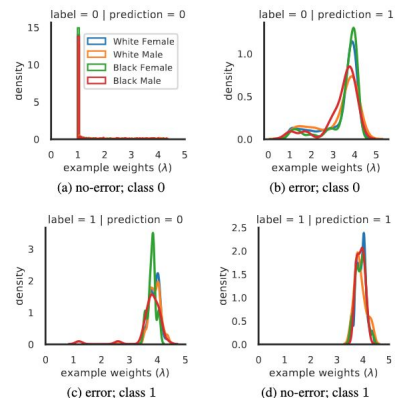 label = 0 | prediction = 0
15
10
5
0
density
White Female
White Male
Black Female
Black Male
0 1 2 3 4 5
example weights (λ)
(a) no-error; class 0
label = 0 | prediction = 1
1.0
0.5
0.0
density
0 1 2 3 4 5
example weights (λ)
(b) error; class 0
label = 1 | prediction = 0
3
2
1
0
density
0 1 2 3 4 5
example weights (λ)
(c) error; class 1
label = 1 | prediction = 1
2.5
2.0
1.5
1.0
0.5
0.0
density
0 1 2 3 4 5
example weights (λ)
(d) no-error; class 1